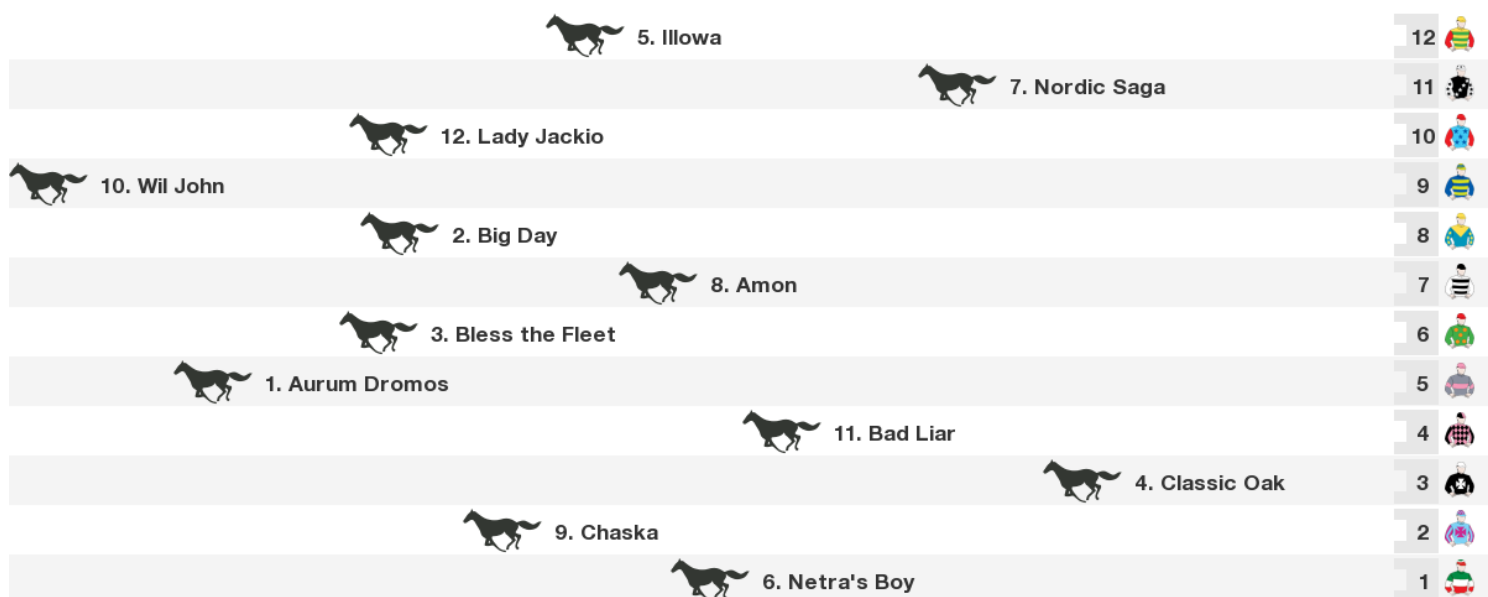 5. Illowa 12
7. Nordic Saga 11
12. Lady Jackio 10
10. Wil John 9
2. Big Day 8
8. Amon 7
3. Bless the Fleet 6
1. Aurum Dromos 5
11. Bad Liar 4
4. Classic Oak 3
9. Chaska 2
6. Netra's Boy 1